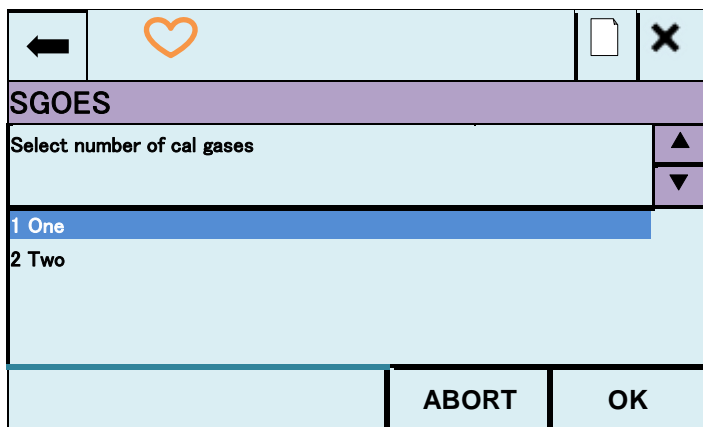 SGOES
Select number of cal gases
1 One
2 Two
ABORT
OK